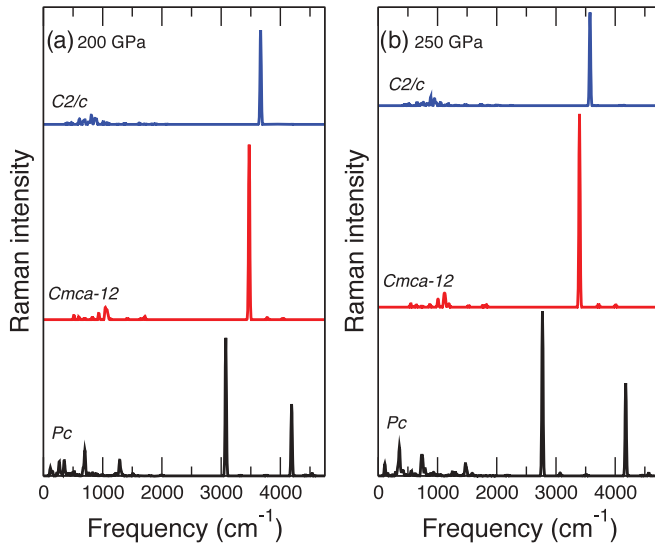 (a) 200 GPa
C2/c
Cmca-12
Pc
Raman intensity
0 1000 2000 3000 4000
Frequency (cm⁻¹)
(b) 250 GPa
C2/c
Cmca-12
Pc
Raman intensity
0 1000 2000 3000 4000
Frequency (cm⁻¹)